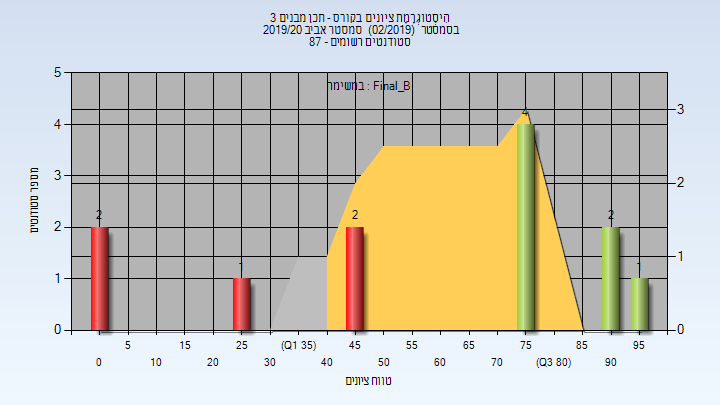 היסטוגרמת ציונים בקורס - תכן מבנים 3
בסמסטר (02/2019) סמסטר אביב 2019/20
סטודנטים רשומים - 87
במשימה : Final_B
מספר סטודנטים
5
4
3
2
1
0
3
2
1
0
2
1
2
4
2
1
5 15 25 (Q1 35) 45 55 65 75 85 95
0 10 20 30 40 50 60 70 (Q3 80) 90
טווח ציונים